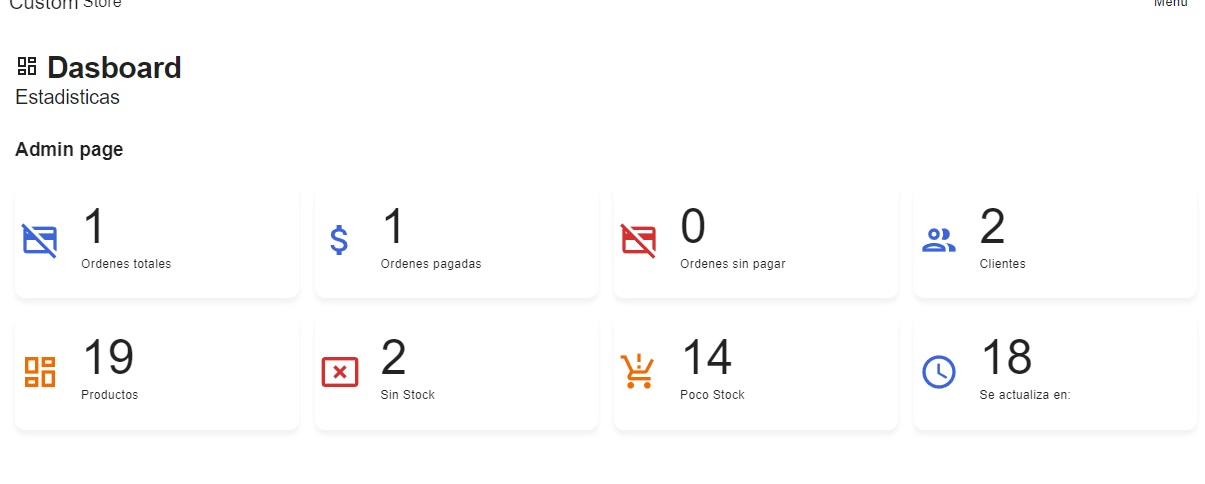 Custom Store
Menú
Dasboard
Estadisticas
Admin page
1
Ordenes totales
1
Ordenes pagadas
0
Ordenes sin pagar
2
Clientes
19
Productos
2
Sin Stock
14
Poco Stock
18
Se actualiza en: